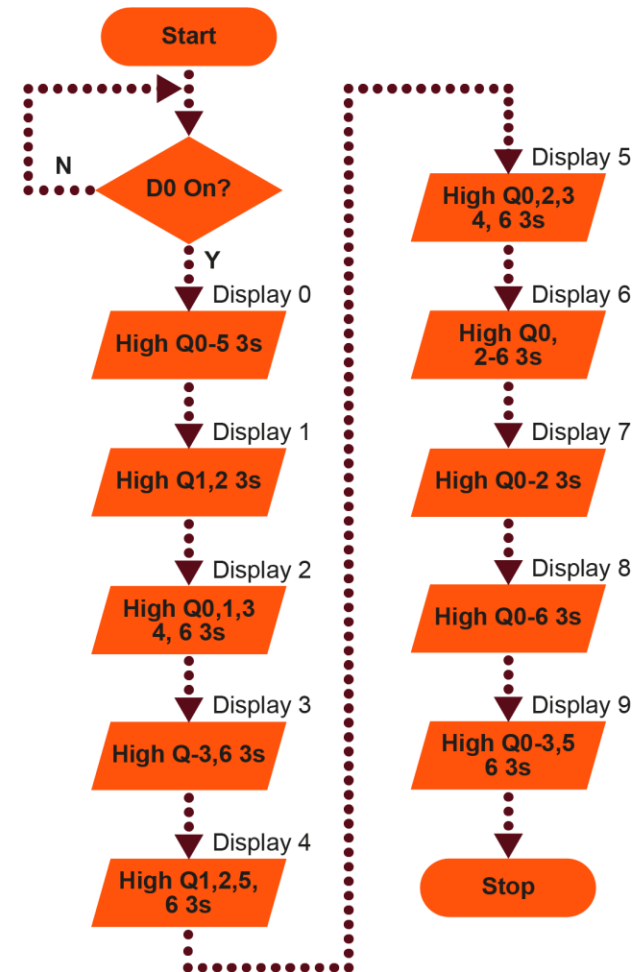 Start
N
D0 On?
Y
Display 0
High Q0-5 3s
Display 1
High Q1,2 3s
Display 2
High Q0,1,3
4, 6 3s
Display 3
High Q-3,6 3s
Display 4
High Q1,2,5,
6 3s
Display 5
High Q0,2,3
4, 6 3s
Display 6
High Q0,
2-6 3s
Display 7
High Q0-2 3s
Display 8
High Q0-6 3s
Display 9
High Q0-3,5
6 3s
Stop